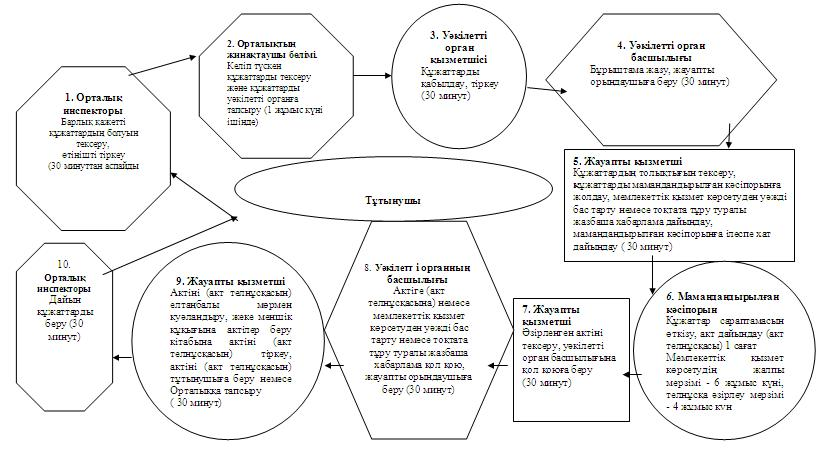 1. Орталық
инспекторы
Барлық қажетті
құжаттардын болуын
тексеру,
өтінішті тіркеу
(30 минуттан аспайды
2. Орталықтың
жинақтаушы бөлімі.
Келіп түскен
құжаттарды тексеру
және құжаттарды
уәкілетті органға
тапсыру (1 жұмыс күні
ішінде)
3. Уәкілетті
орган
қызметшісі
Құжаттарды
қабылдау, тіркеу
(30 минут)
4. Уәкілетті орган
басшылығы
Бұрыштама жазу, жауапты
орындаушыға беру (30 минут)
5. Жауапты қызметші
Құжаттардың толықтығын тексеру,
құжаттарды мамандандырылған кәсіпорынға
жолдау, мемлекеттік қызмет көрсетуден уәжді
бас тарту немесе тоқтата тұру туралы
жазбаша хабарлама дайындау,
мамандандырылған кәсіпорынға ілеспе хат
дайындау ( 30 минут)
Тұтынушы
6. Мамандандырылған
кәсіпорын
Құжаттар сараптамасын
өткізу, акт дайындау (акт
телнұсқасы) 1 сағат
Мемлекеттік қызмет
көрсетудің жалпы
мерзімі - 6 жұмыс күні,
телнұсқа әзірлеу мерзімі
- 4 жұмыс күн
7. Жауапты
қызметші
Әзірленген актіні
тексеру, уәкілетті
орган басшылығына
қол қоюға беру
(30 минут)
8. Уәкілетт і органнын
басшылығы
Актіге (акт
телнұсқасына) немесе
мемлекеттік қызмет
көрсетуден уәжді бас
тарту немесе тоқтата
тұру туралы жазбаша
хабарлама қол қою,
жауапты орындаушыға
беру (30 минут)
9. Жауапты қызметші
Актіні (акт телнұсқасын)
елтаңбалы мөрмен
куәландыру, жеке меншік
құқығына актілер беру
кітабына актіні (акт
телнұсқасын) тіркеу,
актіні (акт телнұсқасын)
тұтынушыға беру немесе
Орталыққа тапсыру
( 30 минут)
10.
Орталық
инспекторы
Дайын
құжаттарды
беру (30
минут)